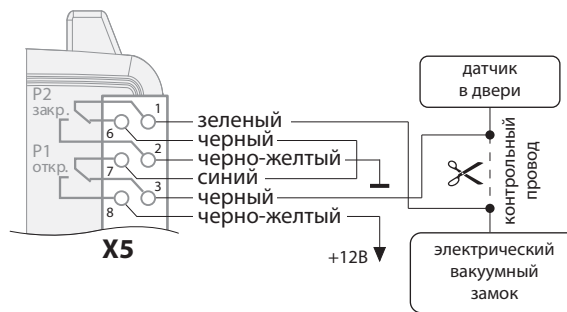 P2
закр.
1
зеленый
6
черный
2
черно-желтый
P1
откр.
7
синий
3
черный
8
черно-желтый
X5
+12В
датчик
в двери
контрольный
провод
электрический
вакуумный
замок